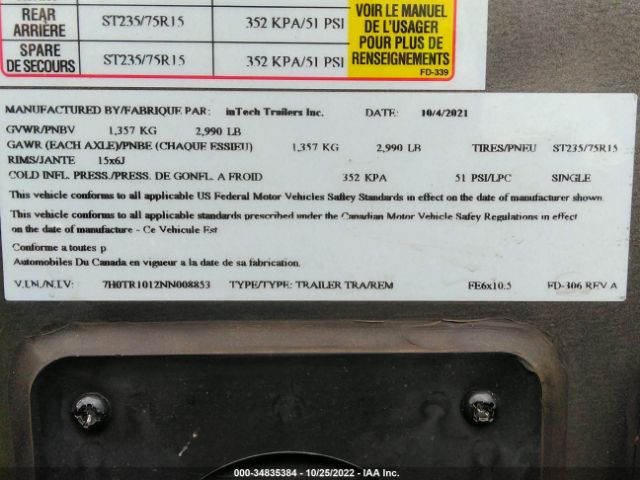 REAR ST235/75R15 352 KPA/51 PSI
ARRIÈRE
SPARE ST235/75R15 352 KPA/51 PSI
DE SECOURS
VOIR LE MANUEL
DE L'USAGER
POUR PLUS DE
RENSEIGNEMENTS
FD-339
MANUFACTURED BY/FABRIQUE PAR: inTech Trailers Inc. DATE: 10/4/2021
GVWR/PNBV 1,357 KG 2,990 LB
GAWR (EACH AXLE)/PNBE (CHAQUE ESSIEU) 1,357 KG 2,990 LB TIRES/PNEU ST235/75R15
RIMS/JANTE 15x6J
COLD INFL. PRESS/PRESS. DE GONFL. A FROID 352 KPA 51 PSI/LPC SINGLE
This vehicle conforms to all applicable US Federal Motor Vehicles Saftey Standards in effect on the date of manufacturer shown.
This vehicle conforms to all applicable standards prescribed under the Canadian Motor Vehicle Safey Regulations in effect
on the date of manufacture - Ce Vehicule Est
Conforme a toutes p
Automobiles Du Canada en vigueur a la date de sa fabrication.
V.I.N./N.I.V: 7H0TR1012NN008853 TYPE/TYPE: TRAILER TRA/REM FE6x10.5 FD-306 REV A
000-34835384 - 10/25/2022 - IAA Inc.